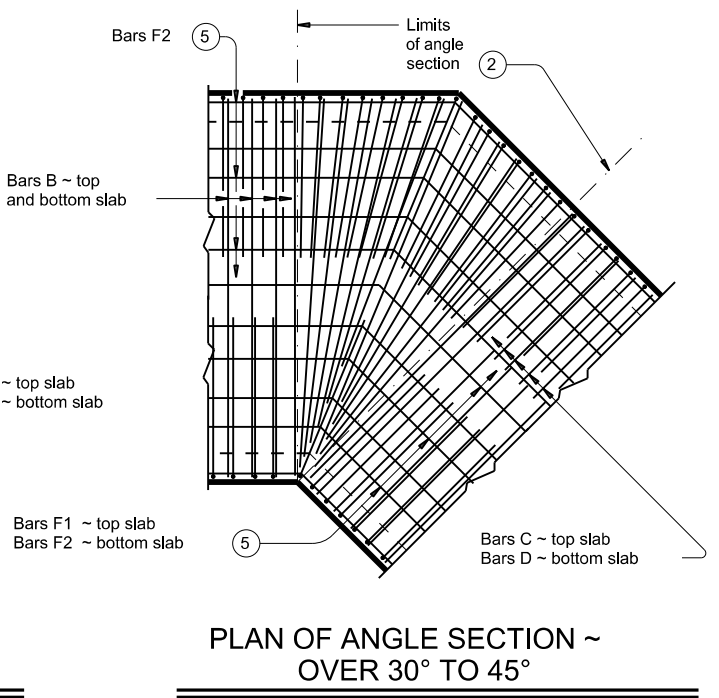 Limits
of angle
section
Bars F2
5
2
Bars B ~ top
and bottom slab
~ top slab
~ bottom slab
Bars F1 ~ top slab
Bars F2 ~ bottom slab
5
Bars C ~ top slab
Bars D ~ bottom slab
PLAN OF ANGLE SECTION ~
OVER 30° TO 45°